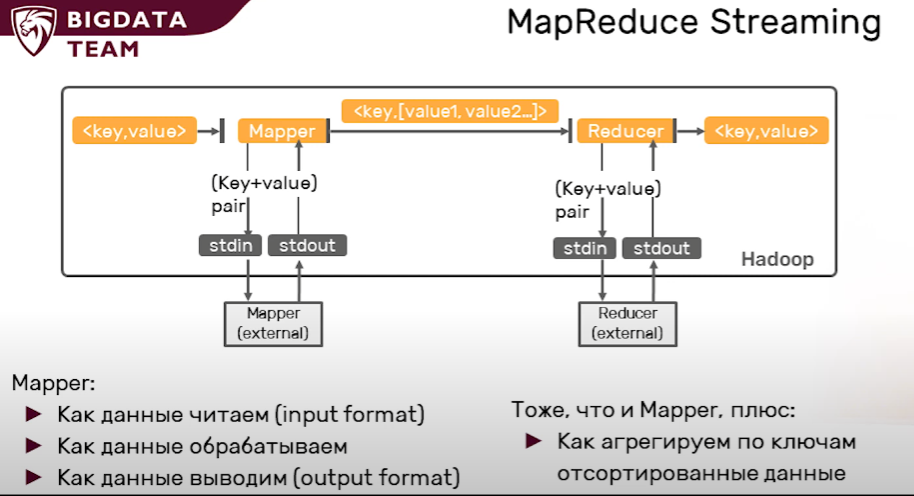 BIGDATA
TEAM
MapReduce Streaming
<key,value>
Mapper
<key,[value1, value2...]>
Reducer
<key,value>
(Key+value)
pair
stdin
stdout
(Key+value)
pair
stdin
stdout
Hadoop
Mapper
(external)
Reducer
(external)
Mapper:
Как данные читаем (input format)
Как данные обрабатываем
Как данные выводим (output format)
Тоже, что и Mapper, плюс:
Как агрегируем по ключам
отсортированные данные